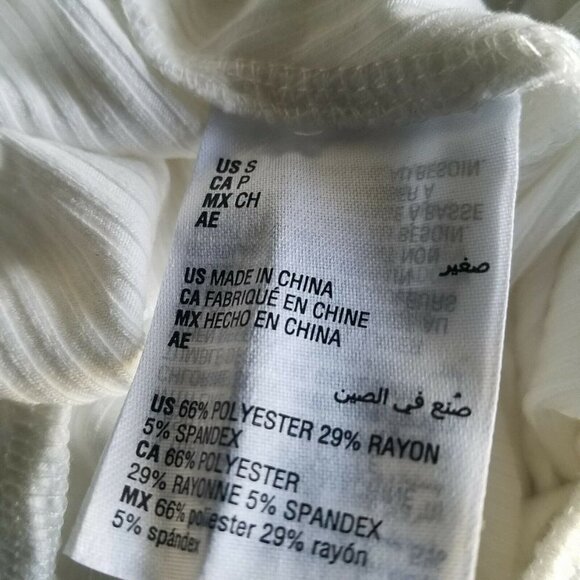 US S
CA P
MX CH
AE
صغير
US MADE IN CHINA
CA FABRIQUÉ EN CHINE
MX HECHO EN CHINA
AE
صُنع في الصين
US 66% POLYESTER 29% RAYON
5% SPANDEX
CA 66% POLYESTER
29% RAYONNE 5% SPANDEX
MX 66% poliester 29% rayón
5% spándex